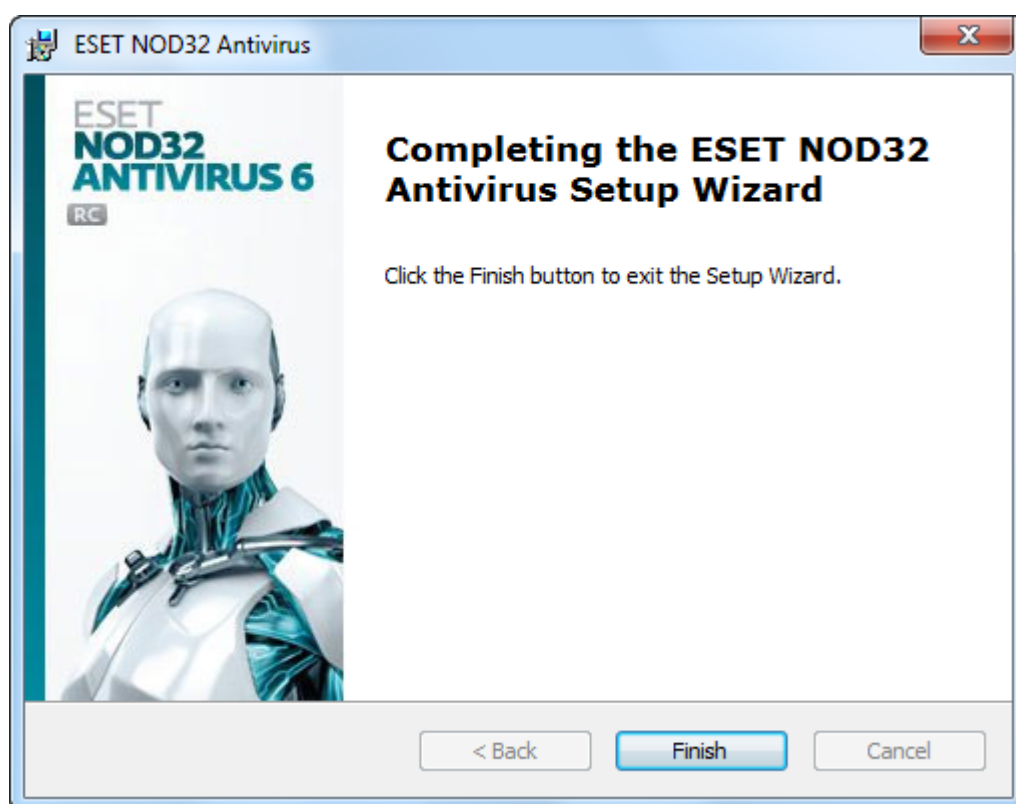 ESET NOD32 Antivirus
ESET
NOD32
ANTIVIRUS 6
RC
Completing the ESET NOD32
Antivirus Setup Wizard
Click the Finish button to exit the Setup Wizard.
< Back
Finish
Cancel